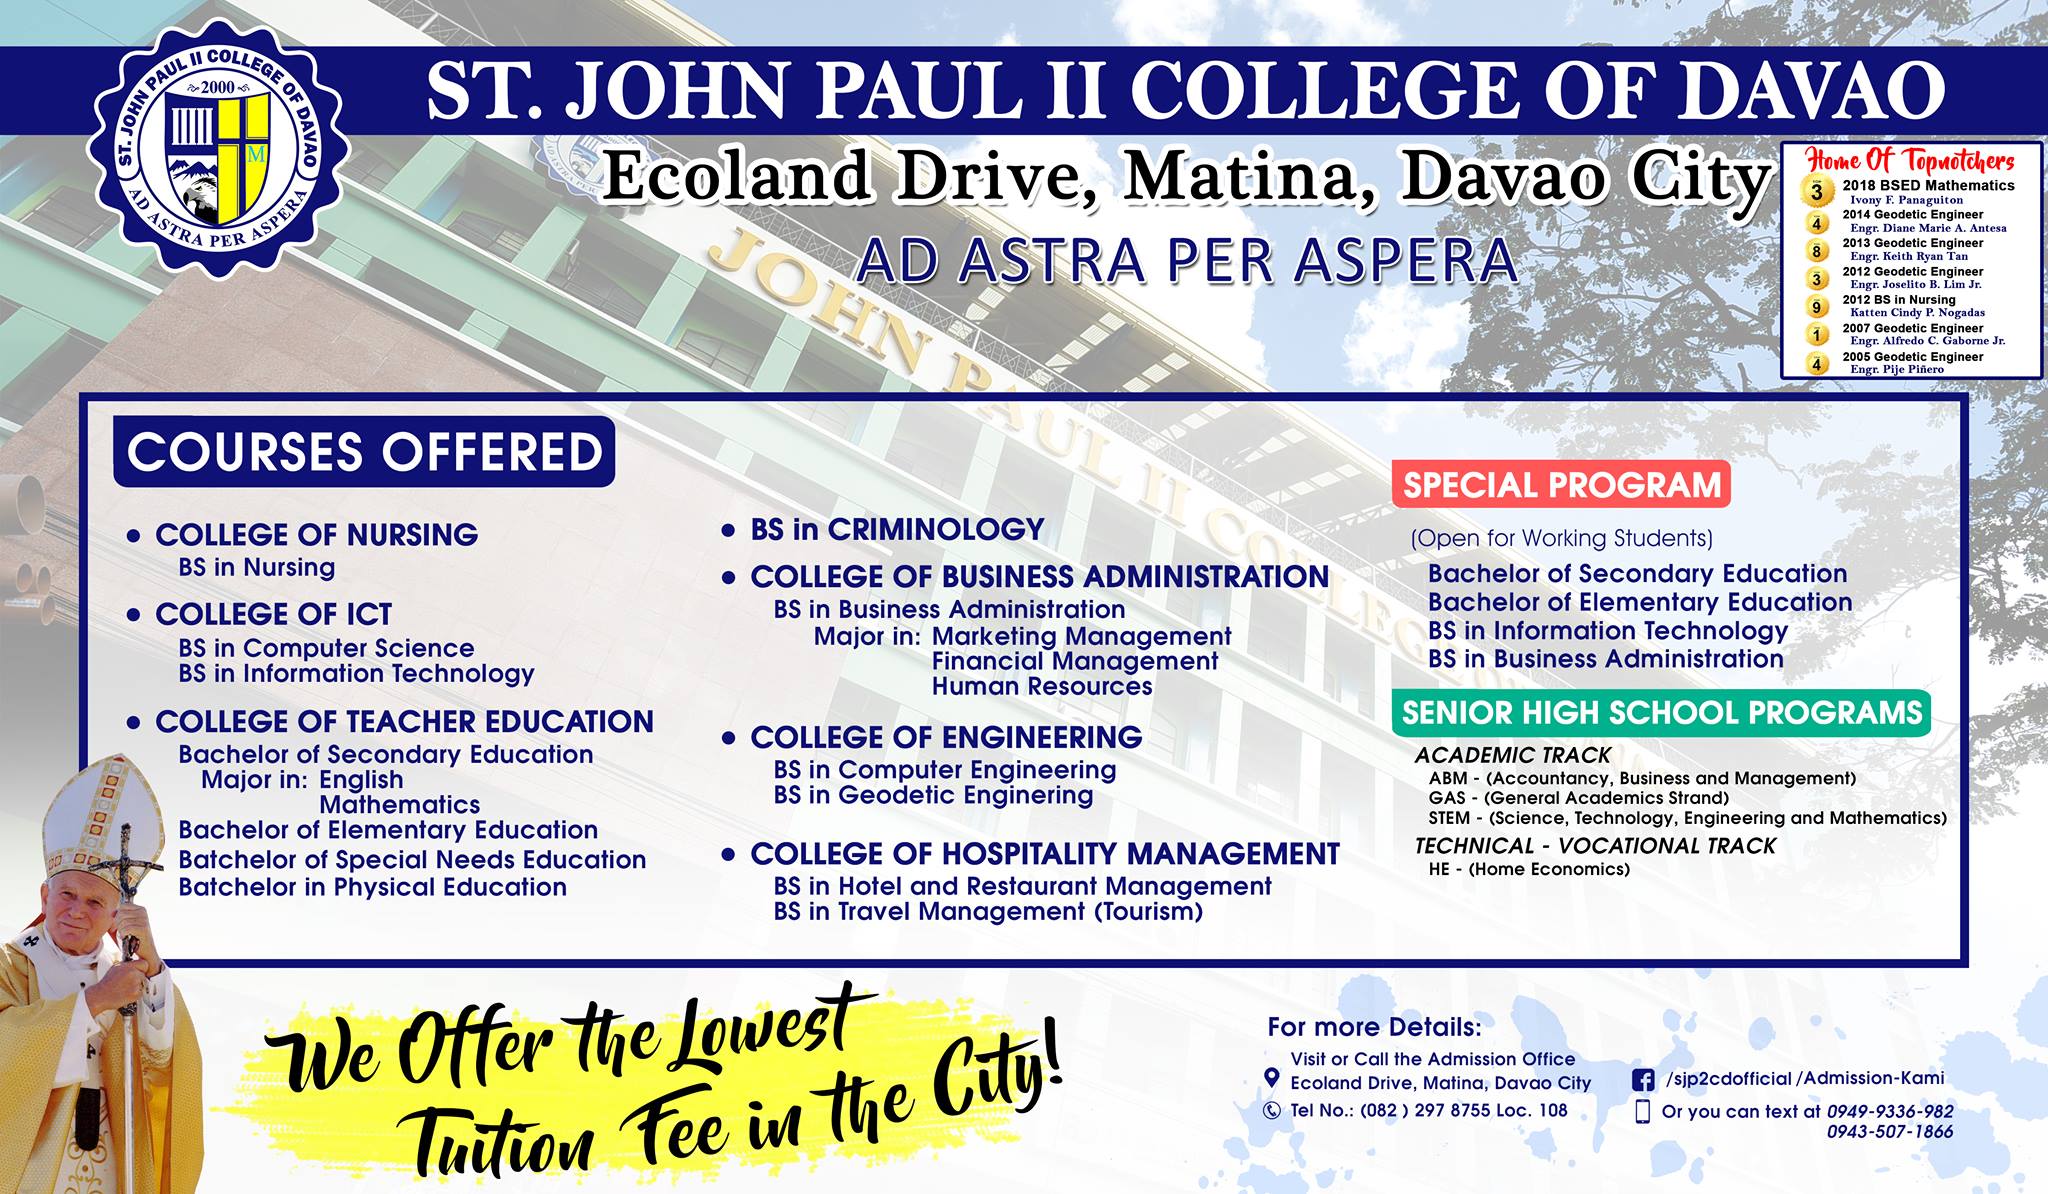 ST. JOHN PAUL II COLLEGE OF DAVAO
2000
M
AD ASTRA PER ASPERA
ST. JOHN PAUL II COLLEGE OF DAVAO
Ecoland Drive, Matina, Davao City
AD ASTRA PER ASPERA
Home Of Topnotchers
3 2018 BSED Mathematics
Ivony F. Panaguiton
4 2014 Geodetic Engineer
Engr. Diane Marie A. Antesa
8 2013 Geodetic Engineer
Engr. Keith Ryan Tan
3 2012 Geodetic Engineer
Engr. Joselito B. Lim Jr.
9 2012 BS in Nursing
Katten Cindy P. Nogadas
1 2007 Geodetic Engineer
Engr. Alfredo C. Gaborne Jr.
4 2005 Geodetic Engineer
Engr. Pije Piñero
JOHN PAUL II COLLEGE
COURSES OFFERED
• COLLEGE OF NURSING
BS in Nursing
• COLLEGE OF ICT
BS in Computer Science
BS in Information Technology
• COLLEGE OF TEACHER EDUCATION
Bachelor of Secondary Education
Major in: English
Mathematics
Bachelor of Elementary Education
Batchelor of Special Needs Education
Batchelor in Physical Education
• BS in CRIMINOLOGY
• COLLEGE OF BUSINESS ADMINISTRATION
BS in Business Administration
Major in: Marketing Management
Financial Management
Human Resources
• COLLEGE OF ENGINEERING
BS in Computer Engineering
BS in Geodetic Enginering
• COLLEGE OF HOSPITALITY MANAGEMENT
BS in Hotel and Restaurant Management
BS in Travel Management (Tourism)
SPECIAL PROGRAM
(Open for Working Students)
Bachelor of Secondary Education
Bachelor of Elementary Education
BS in Information Technology
BS in Business Administration
SENIOR HIGH SCHOOL PROGRAMS
ACADEMIC TRACK
ABM - (Accountancy, Business and Management)
GAS - (General Academics Strand)
STEM - (Science, Technology, Engineering and Mathematics)
TECHNICAL - VOCATIONAL TRACK
HE - (Home Economics)
We Offer the Lowest
Tuition Fee in the City!
For more Details:
Visit or Call the Admission Office
Ecoland Drive, Matina, Davao City
Tel No.: (082 ) 297 8755 Loc. 108
/sjp2cdofficial /Admission-Kami
Or you can text at 0949-9336-982
0943-507-1866